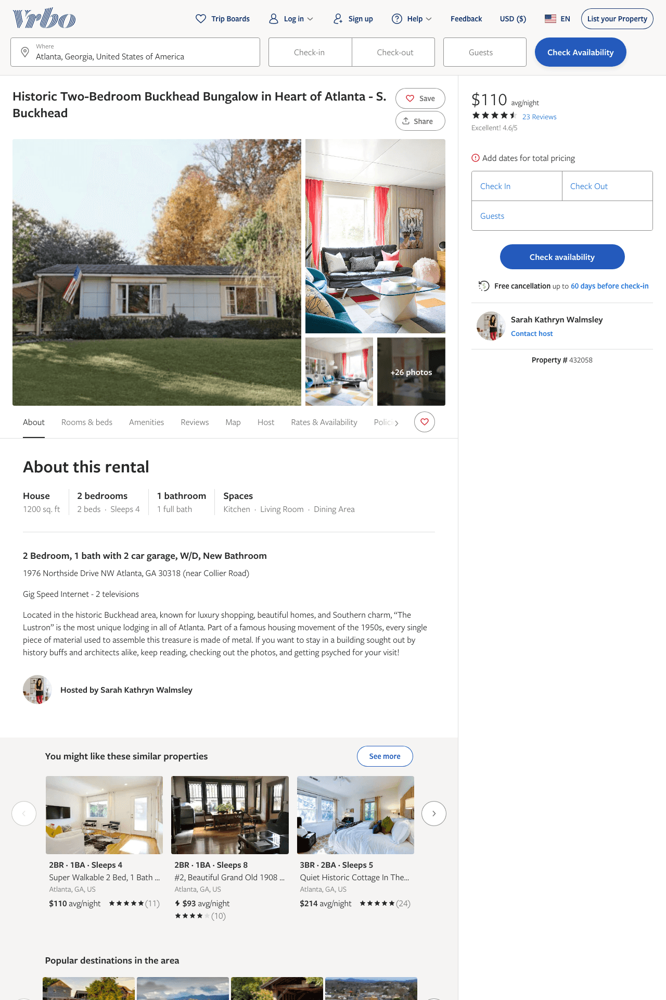 Vrbo
Trip Boards
Log in
Sign up
Help
Feedback
USD ($)
EN
List your Property
Where
Atlanta, Georgia, United States of America
Check-in
Check-out
Guests
Check Availability
Historic Two-Bedroom Buckhead Bungalow in Heart of Atlanta - S.
Buckhead
Save
Share
+26 photos
$110 avg/night
23 Reviews
Excellent! 4.6/5
Add dates for total pricing
Check In
Check Out
Guests
Check availability
Free cancellation up to 60 days before check-in
Sarah Kathryn Walmsley
Contact host
Property # 432058
About
Rooms & beds
Amenities
Reviews
Map
Host
Rates & Availability
Polici
About this rental
House
1200 sq. ft
2 bedrooms
2 beds · Sleeps 4
1 bathroom
1 full bath
Spaces
Kitchen · Living Room · Dining Area
2 Bedroom, 1 bath with 2 car garage, W/D, New Bathroom
1976 Northside Drive NW Atlanta, GA 30318 (near Collier Road)
Gig Speed Internet - 2 televisions
Located in the historic Buckhead area, known for luxury shopping, beautiful homes, and Southern charm, “The
Lustron” is the most unique lodging in all of Atlanta. Part of a famous housing movement of the 1950s, every single
piece of material used to assemble this treasure is made of metal. If you want to stay in a building sought out by
history buffs and architects alike, keep reading, checking out the photos, and getting psyched for your visit!
Hosted by Sarah Kathryn Walmsley
You might like these similar properties
See more
2BR · 1BA · Sleeps 4
Super Walkable 2 Bed, 1 Bath ...
Atlanta, GA, US
$110 avg/night
(11)
2BR · 1BA · Sleeps 8
#2, Beautiful Grand Old 1908 ...
Atlanta, GA, US
$93 avg/night
(10)
3BR · 2BA · Sleeps 5
Quiet Historic Cottage In The...
Atlanta, GA, US
$214 avg/night
(24)
Popular destinations in the area